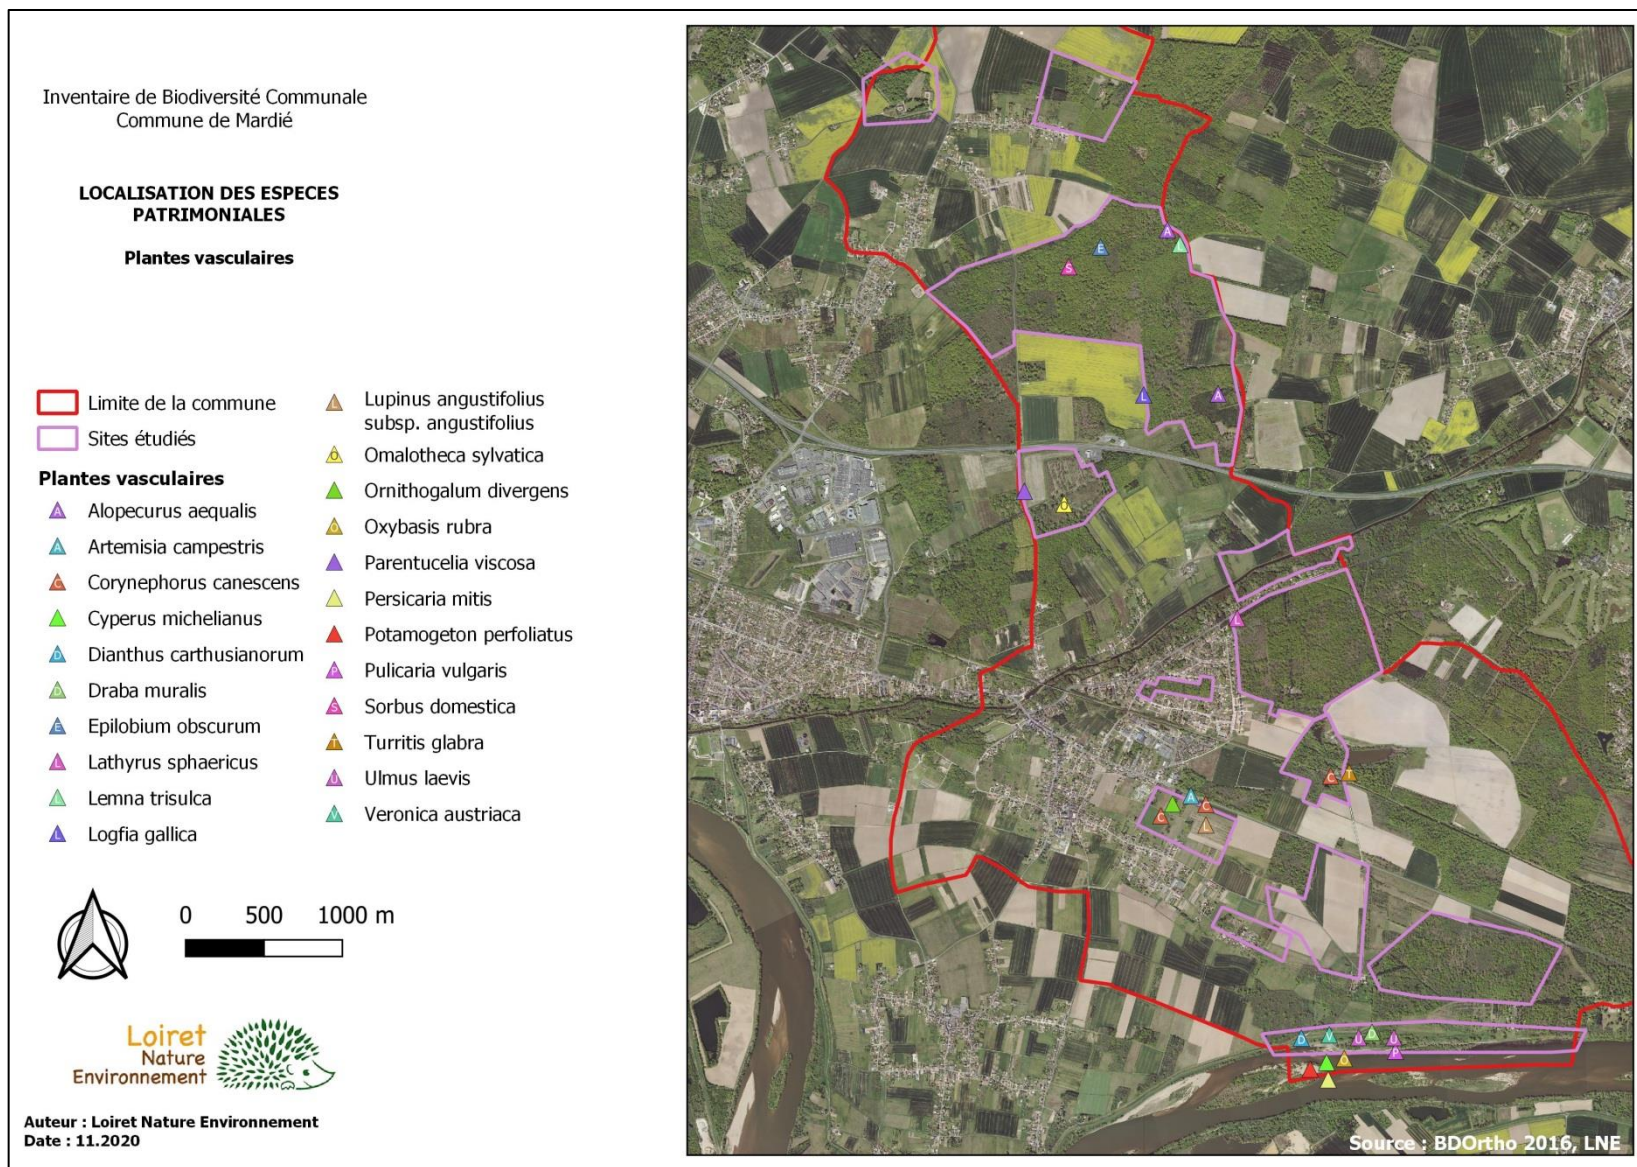 Inventaire de Biodiversité Communale
Commune de Mardié
LOCALISATION DES ESPECES
PATRIMONIALES
Plantes vasculaires
Limite de la commune
Sites étudiés
Plantes vasculaires
A Alopecurus aequalis
A Artemisia campestris
C Corynephorus canescens
Cyperus michelianus
D Dianthus carthusianorum
D Draba muralis
E Epilobium obscurum
L Lathyrus sphaericus
L Lemna trisulca
L Logfia gallica
L Lupinus angustifolius
subsp. angustifolius
O Omalotheca sylvatica
Ornithogalum divergens
o Oxybasis rubra
Parentucelia viscosa
Persicaria mitis
Potamogeton perfoliatus
P Pulicaria vulgaris
S Sorbus domestica
T Turritis glabra
U Ulmus laevis
V Veronica austriaca
0 500 1000 m
Loiret
Nature
Environnement
Auteur : Loiret Nature Environnement
Date : 11.2020
A
L
E
S
L
A
O
L
C
T
A
C
C
L
D
V
U
D
U
P
o
Source : BDOrtho 2016, LNE